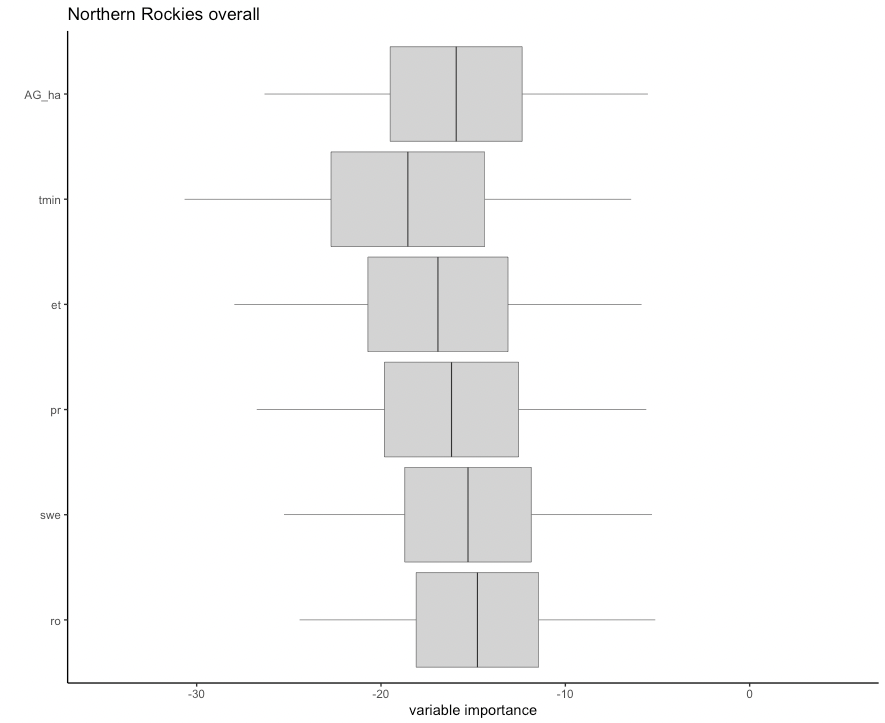 Northern Rockies overall
AG_ha
tmin
et
pr
swe
ro
-30 -20 -10 0
variable importance